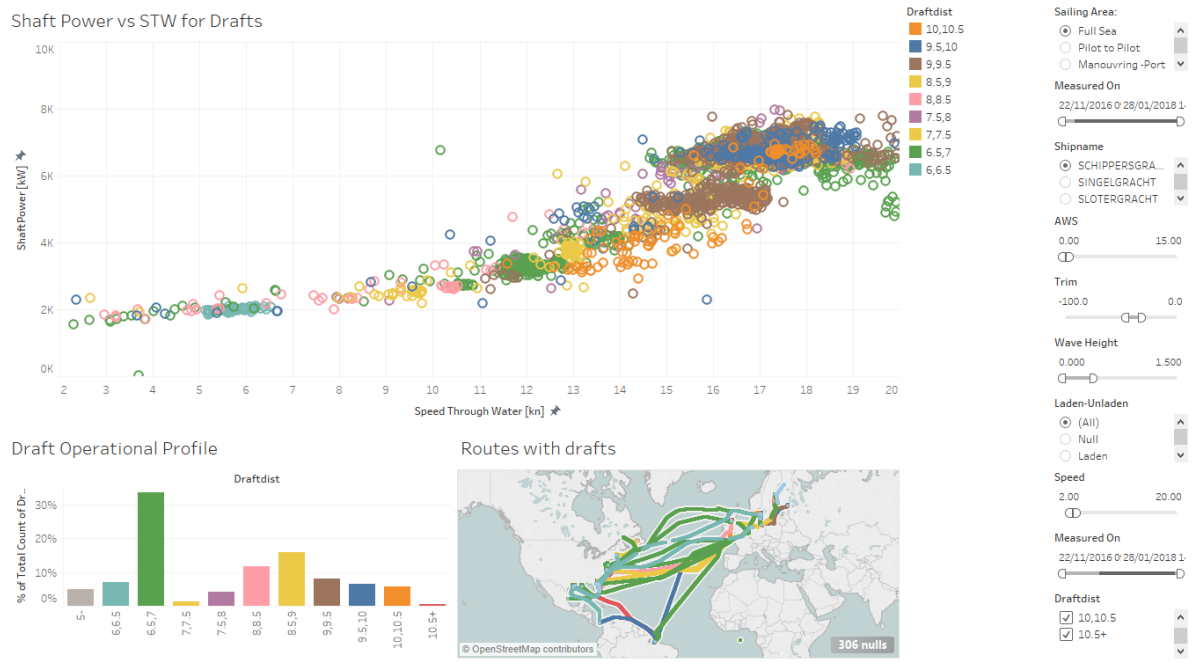 Shaft Power vs STW for Drafts
10K
8K
6K
4K
2K
0K
ShaftPower [kW]
2 3 4 5 6 7 8 9 10 11 12 13 14 15 16 17 18 19 20
Speed Through Water [kn]
Draftdist
10,10.5
9.5,10
9,9.5
8.5,9
8,8.5
7.5,8
7,7.5
6.5,7
6,6.5
Sailing Area:
Full Sea
Pilot to Pilot
Manouvring -Port
Measured On
22/11/2016 0 28/01/2018 1
Shipname
SCHIPPERSGRA...
SINGELGRACHT
SLOTERGRACHT
AWS
0.00 15.00
Trim
-100.0 0.0
Wave Height
0.000 1.500
Laden-Unladen
(All)
Null
Laden
Speed
2.00 20.00
Measured On
22/11/2016 0 28/01/2018 1
Draftdist
10,10.5
10.5+
Draft Operational Profile
Draftdist
% of Total Count of Dr..
30%
20%
10%
0%
5-
6,6.5
6.5,7
7,7.5
7.5,8
8,8.5
8.5,9
9,9.5
9.5,10
10,10.5
10.5+
Routes with drafts
© OpenStreetMap contributors
306 nulls